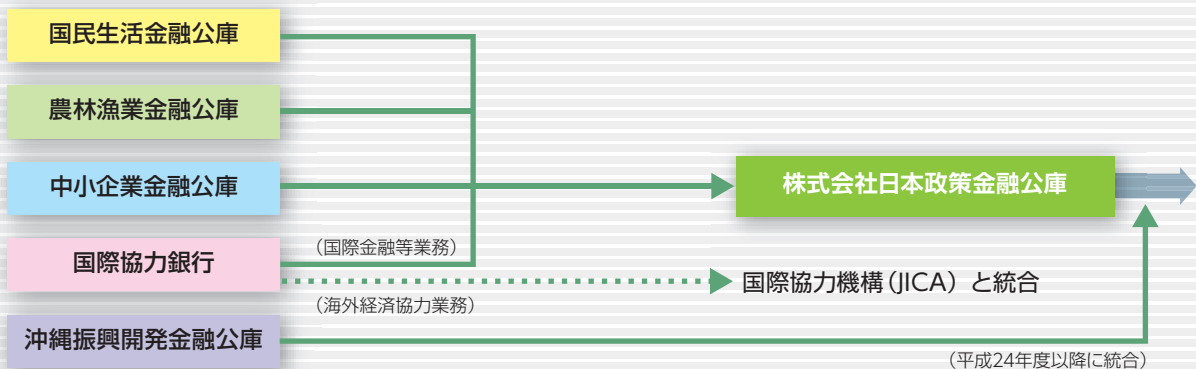 国民生活金融公庫
農林漁業金融公庫
中小企業金融公庫
株式会社日本政策金融公庫
国際協力銀行
（国際金融等業務）
国際協力機構（JICA）と統合
（海外経済協力業務）
沖縄振興開発金融公庫
（平成24年度以降に統合）